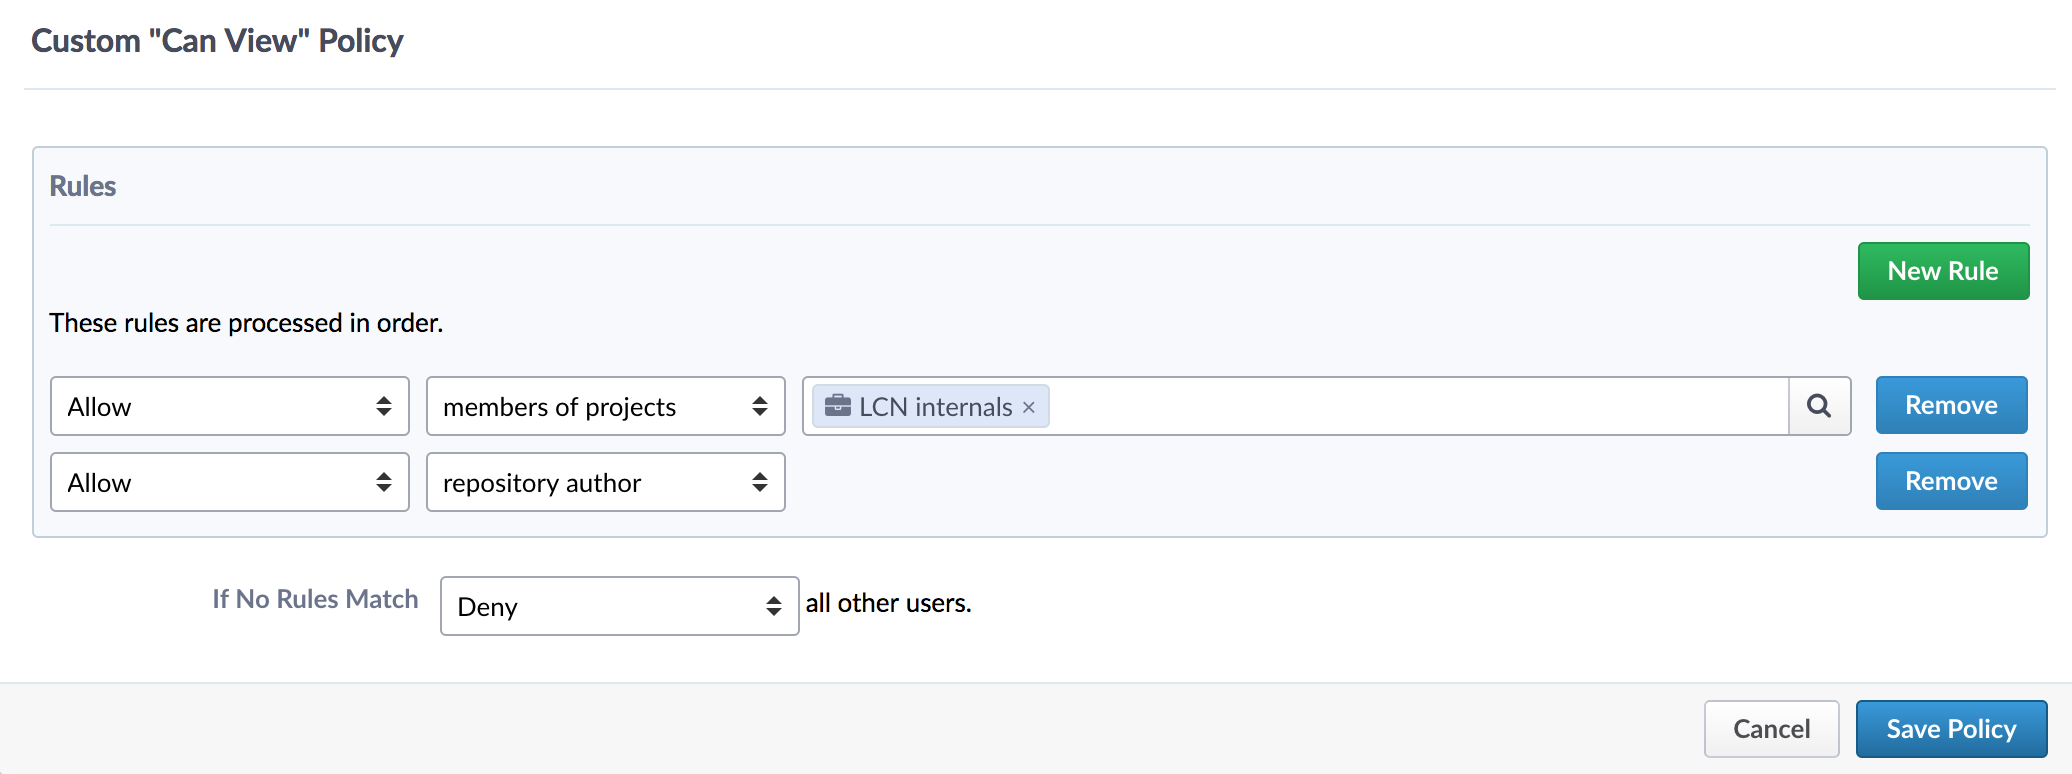 Custom "Can View" Policy
Rules
New Rule
These rules are processed in order.
Allow members of projects LCN internals × Remove
Allow repository author Remove
If No Rules Match Deny all other users.
Cancel Save Policy